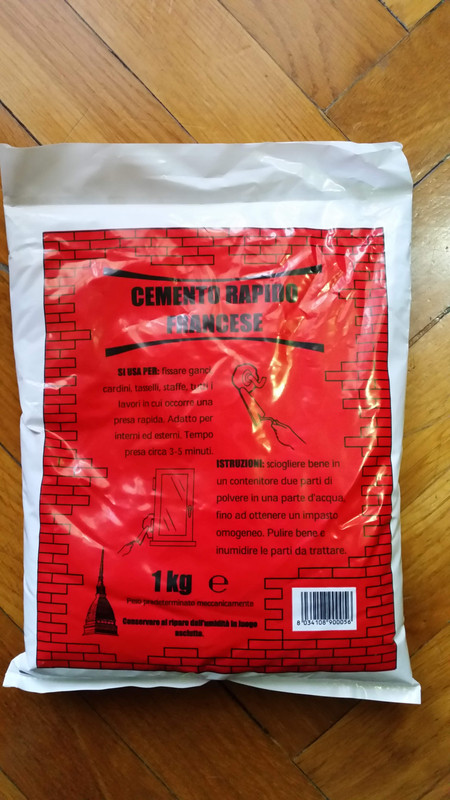 CEMENTO RAPIDO
FRANCESE
SI USA PER: fissare ganci,
cardini, tasselli, staffe, tutti i
lavori in cui occorre una
presa rapida. Adatto per
interni ed esterni. Tempo
presa circa 3-5 minuti.
ISTRUZIONE: sciogliere bene in
un contenitore due parti di
polvere in una parte d'acqua,
fino ad ottenere un impasto
omogeneo. Pulire bene e
inumidire le parti da trattare.
1 kg ℮
Peso predeterminato meccanicamente
Conservare al riparo dall'umidità in luogo
asciutto.
8 034108 900056